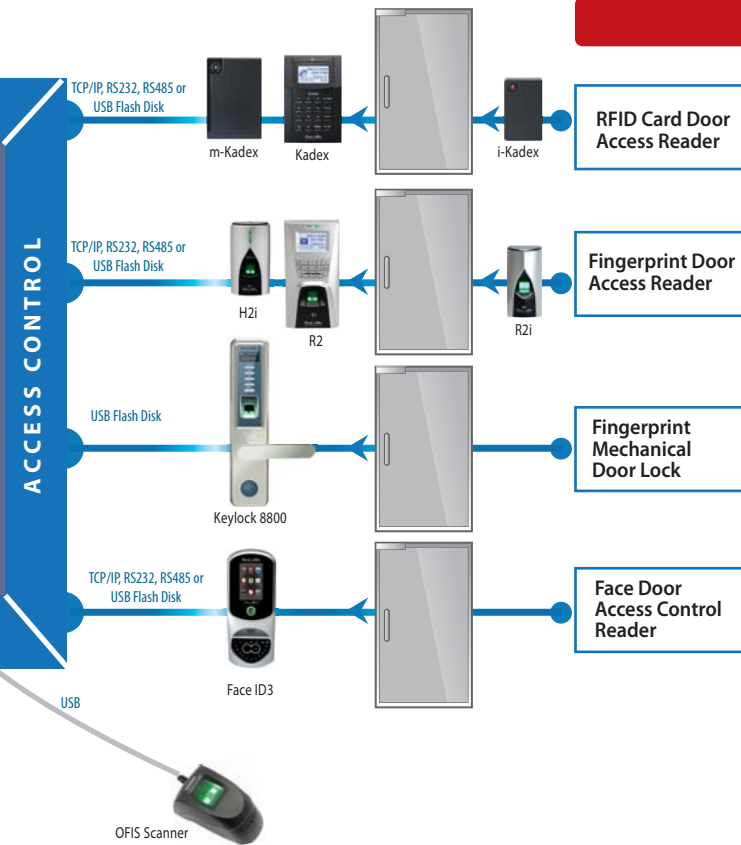 ACCESS CONTROL
TCP/IP, RS232, RS485 or
USB Flash Disk
m-Kadex
Kadex
i-Kadex
RFID Card Door
Access Reader
TCP/IP, RS232, RS485 or
USB Flash Disk
H2i
R2
R2i
Fingerprint Door
Access Reader
USB Flash Disk
Keylock 8800
Fingerprint
Mechanical
Door Lock
TCP/IP, RS232, RS485 or
USB Flash Disk
Face ID3
Face Door
Access Control
Reader
USB
OFIS Scanner